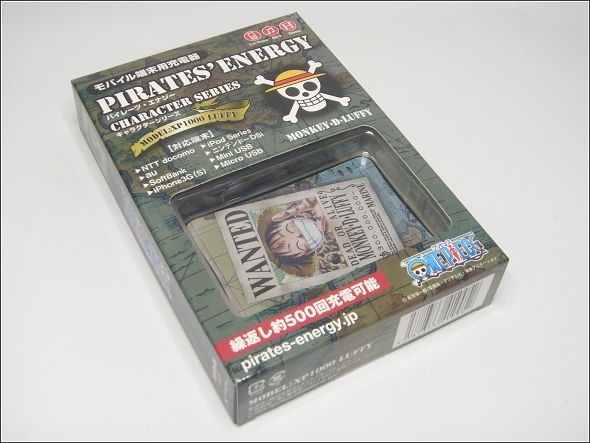 モバイル端末用充電器
PIRATES' ENERGY
パイレーツ・エナジー
CHARACTER SERIES
キャラクターシリーズ
MODEL:XP1000 LUFFY
【対応端末】
▶NTT docomo
▶au
▶SoftBank
▶iPhone3G(S)
▶iPod Series
▶ニンテンドーDSi
▶Mini USB
▶Micro USB
MONKEY・D・LUFFY
WANTED
DEAD OR ALIVE
MONKEY・D・LUFFY
MARINE
ONE PIECE
繰返し約500回充電可能
pirates-energy.jp
MODEL:XP1000 LUFFY